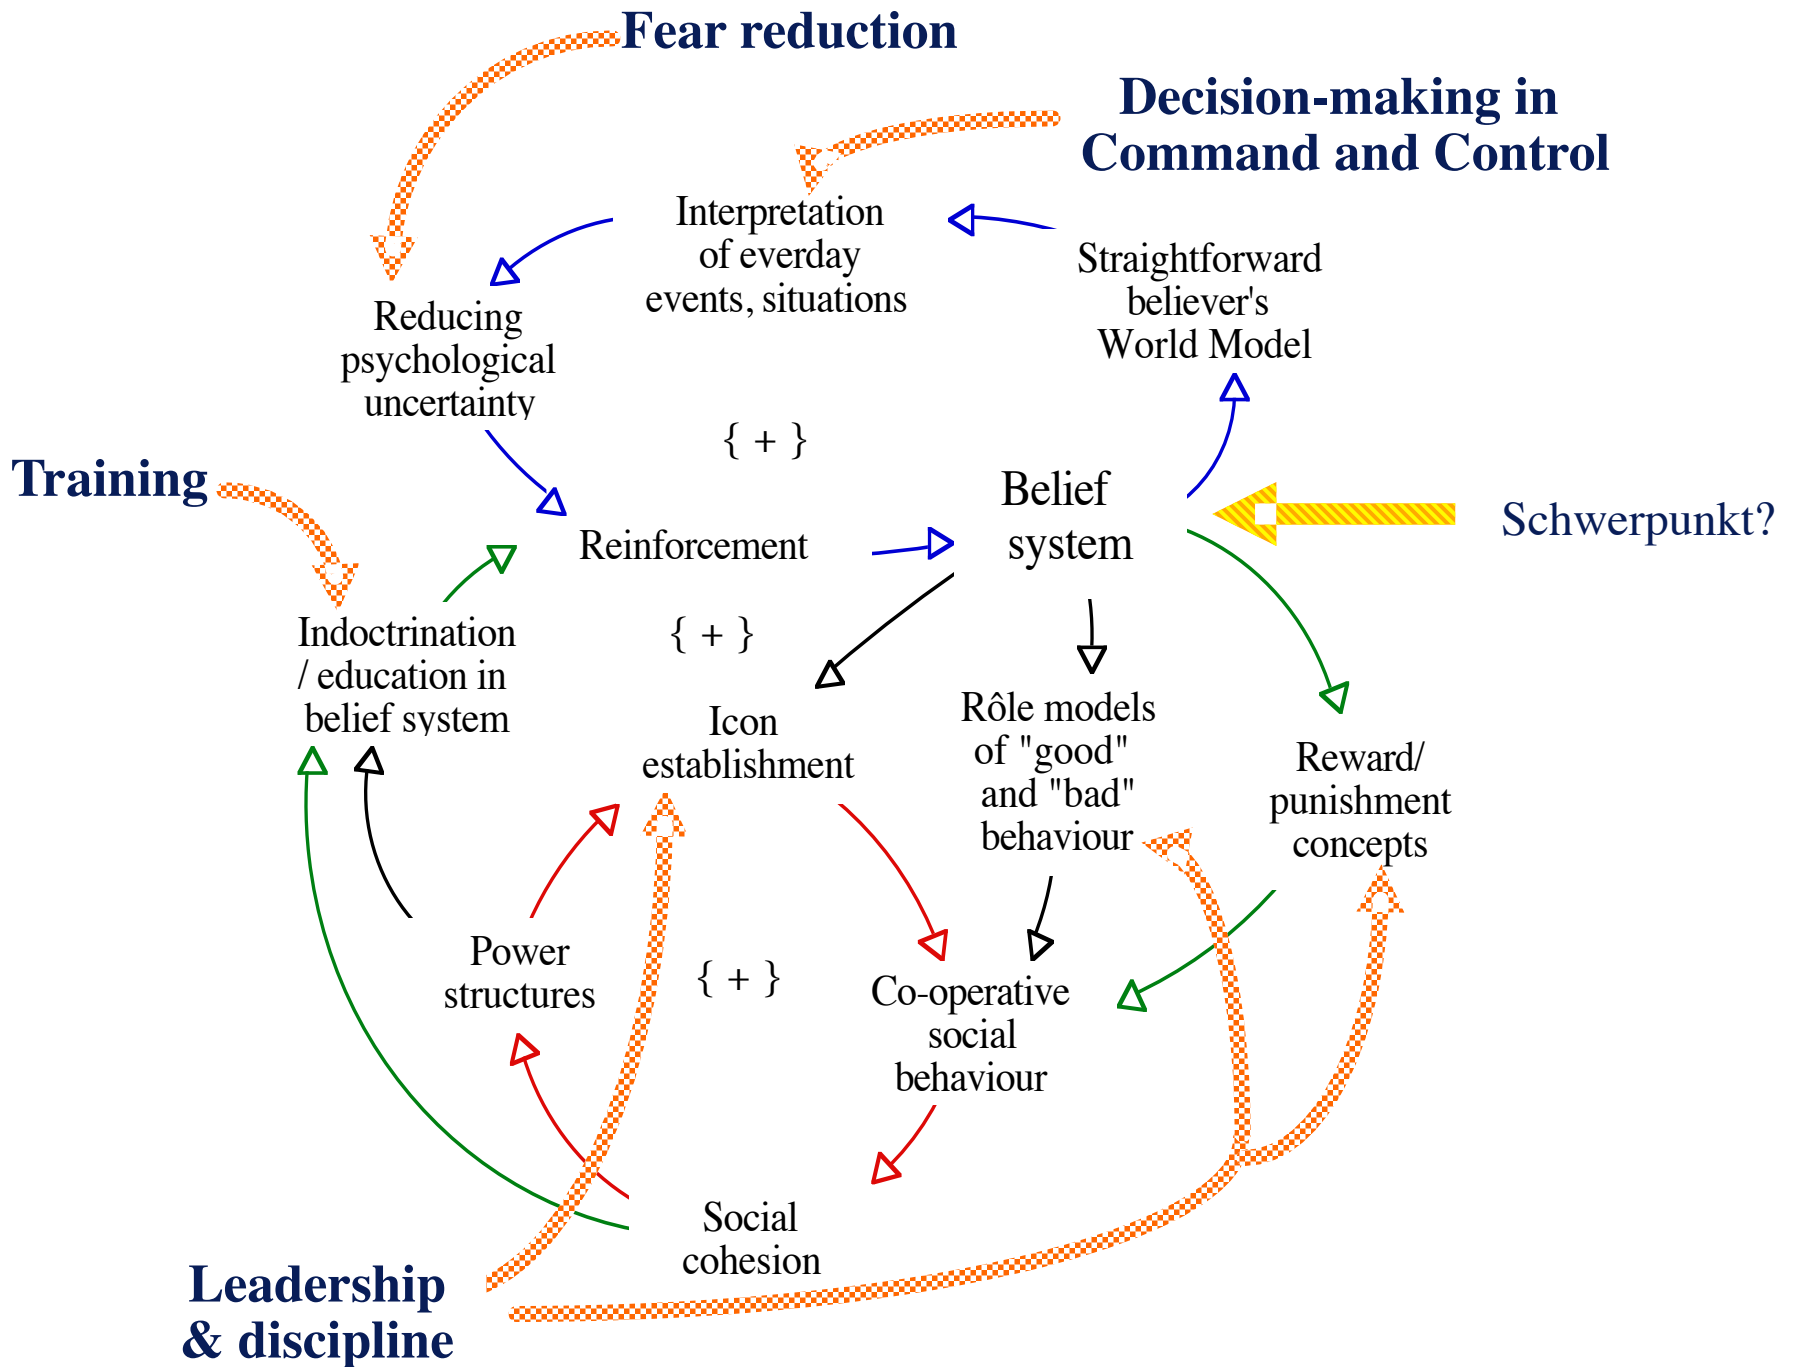 Fear reduction
Decision-making in
Command and Control
Interpretation
of everday
events, situations
Straightforward
believer's
World Model
Reducing
psychological
uncertainty
{ + }
Training
Belief
system
Schwerpunkt?
Reinforcement
{ + }
Indoctrination
/ education in
belief system
Icon
establishment
Rôle models
of "good"
and "bad"
behaviour
Reward/
punishment
concepts
Power
structures
{ + }
Co-operative
social
behaviour
Social
cohesion
Leadership
& discipline